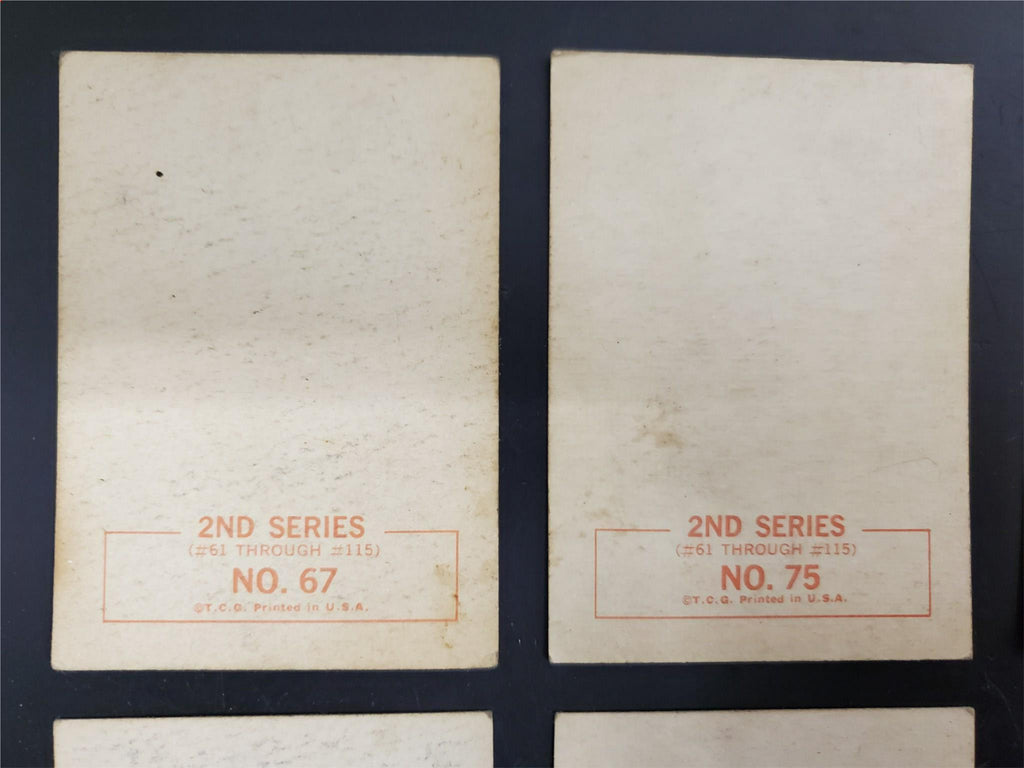 2ND SERIES
(#61 THROUGH #115)
NO. 67
©T.C.G. Printed in U.S.A.
2ND SERIES
(#61 THROUGH #115)
NO. 75
©T.C.G. Printed in U.S.A.